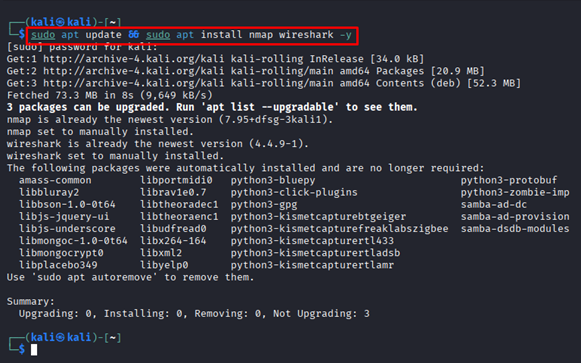 ┌──(kali㉿kali)-[~]
└─$ sudo apt update && sudo apt install nmap wireshark -y
[sudo] password for kali:
Get:1 http://archive-4.kali.org/kali kali-rolling InRelease [34.0 kB]
Get:2 http://archive-4.kali.org/kali kali-rolling/main amd64 Packages [20.9 MB]
Get:3 http://archive-4.kali.org/kali kali-rolling/main amd64 Contents (deb) [52.3 MB]
Fetched 73.3 MB in 8s (9,649 kB/s)
3 packages can be upgraded. Run 'apt list --upgradable' to see them.
nmap is already the newest version (7.95+dfsg-3kali1).
nmap set to manually installed.
wireshark is already the newest version (4.4.9-1).
wireshark set to manually installed.
The following packages were automatically installed and are no longer required:
amass-common libportmidi0 python3-bluepy python3-protobuf
libbluray2 librav1e0.7 python3-click-plugins python3-zombie-imp
libbson-1.0-0t64 libtheoradec1 python3-gpg samba-ad-dc
libjs-jquery-ui libtheoraenc1 python3-kismetcapturebtgeiger samba-ad-provision
libjs-underscore libudfread0 python3-kismetcapturefreaklabszigbee samba-dsdb-modules
libmongoc-1.0-0t64 libx264-164 python3-kismetcapturertl433
libmongocrypt0 libxml2 python3-kismetcapturertladsb
libplacebo349 libyelp0 python3-kismetcapturertlamr
Use 'sudo apt autoremove' to remove them.
Summary:
Upgrading: 0, Installing: 0, Removing: 0, Not Upgrading: 3
┌──(kali㉿kali)-[~]
└─$